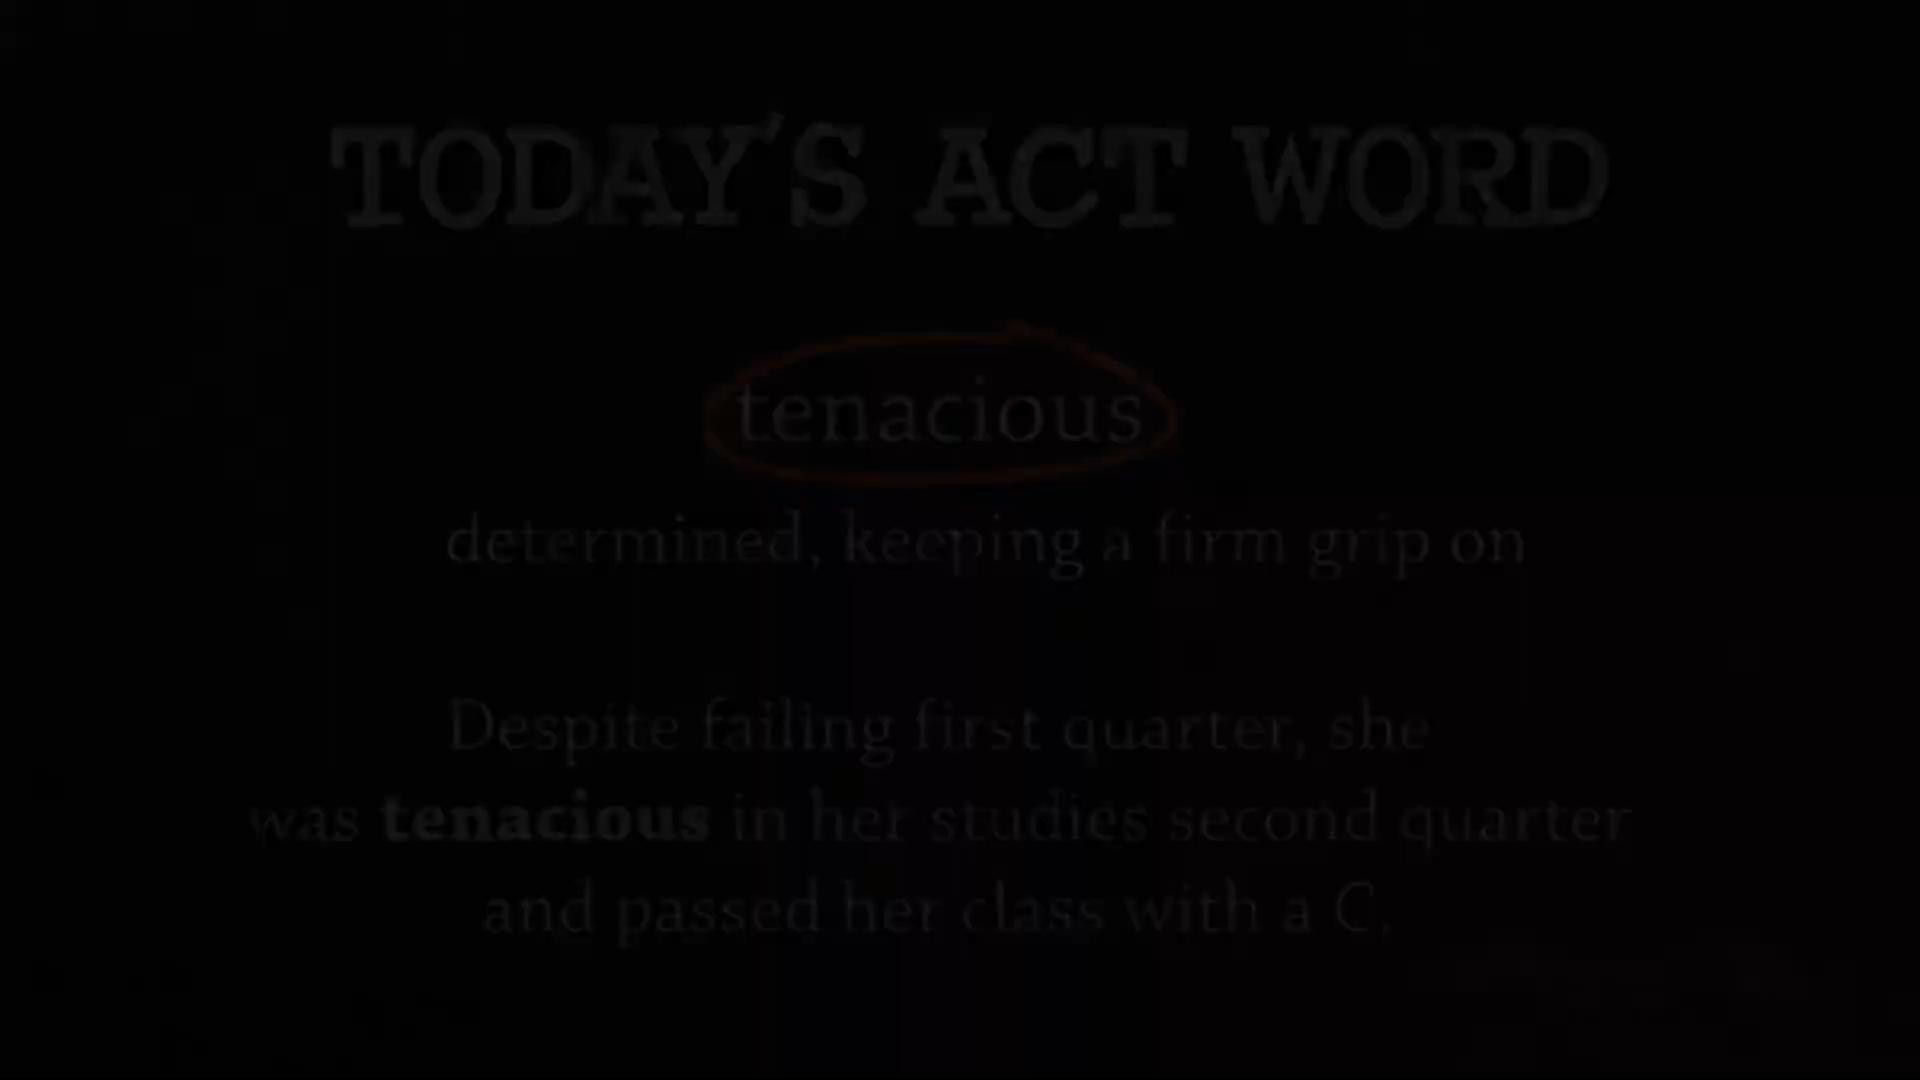 TODAY'S ACT WORD
tenacious
determined, keeping a firm grip on
Despite failing first quarter, she
was tenacious in her studies second quarter
and passed her class with a C.